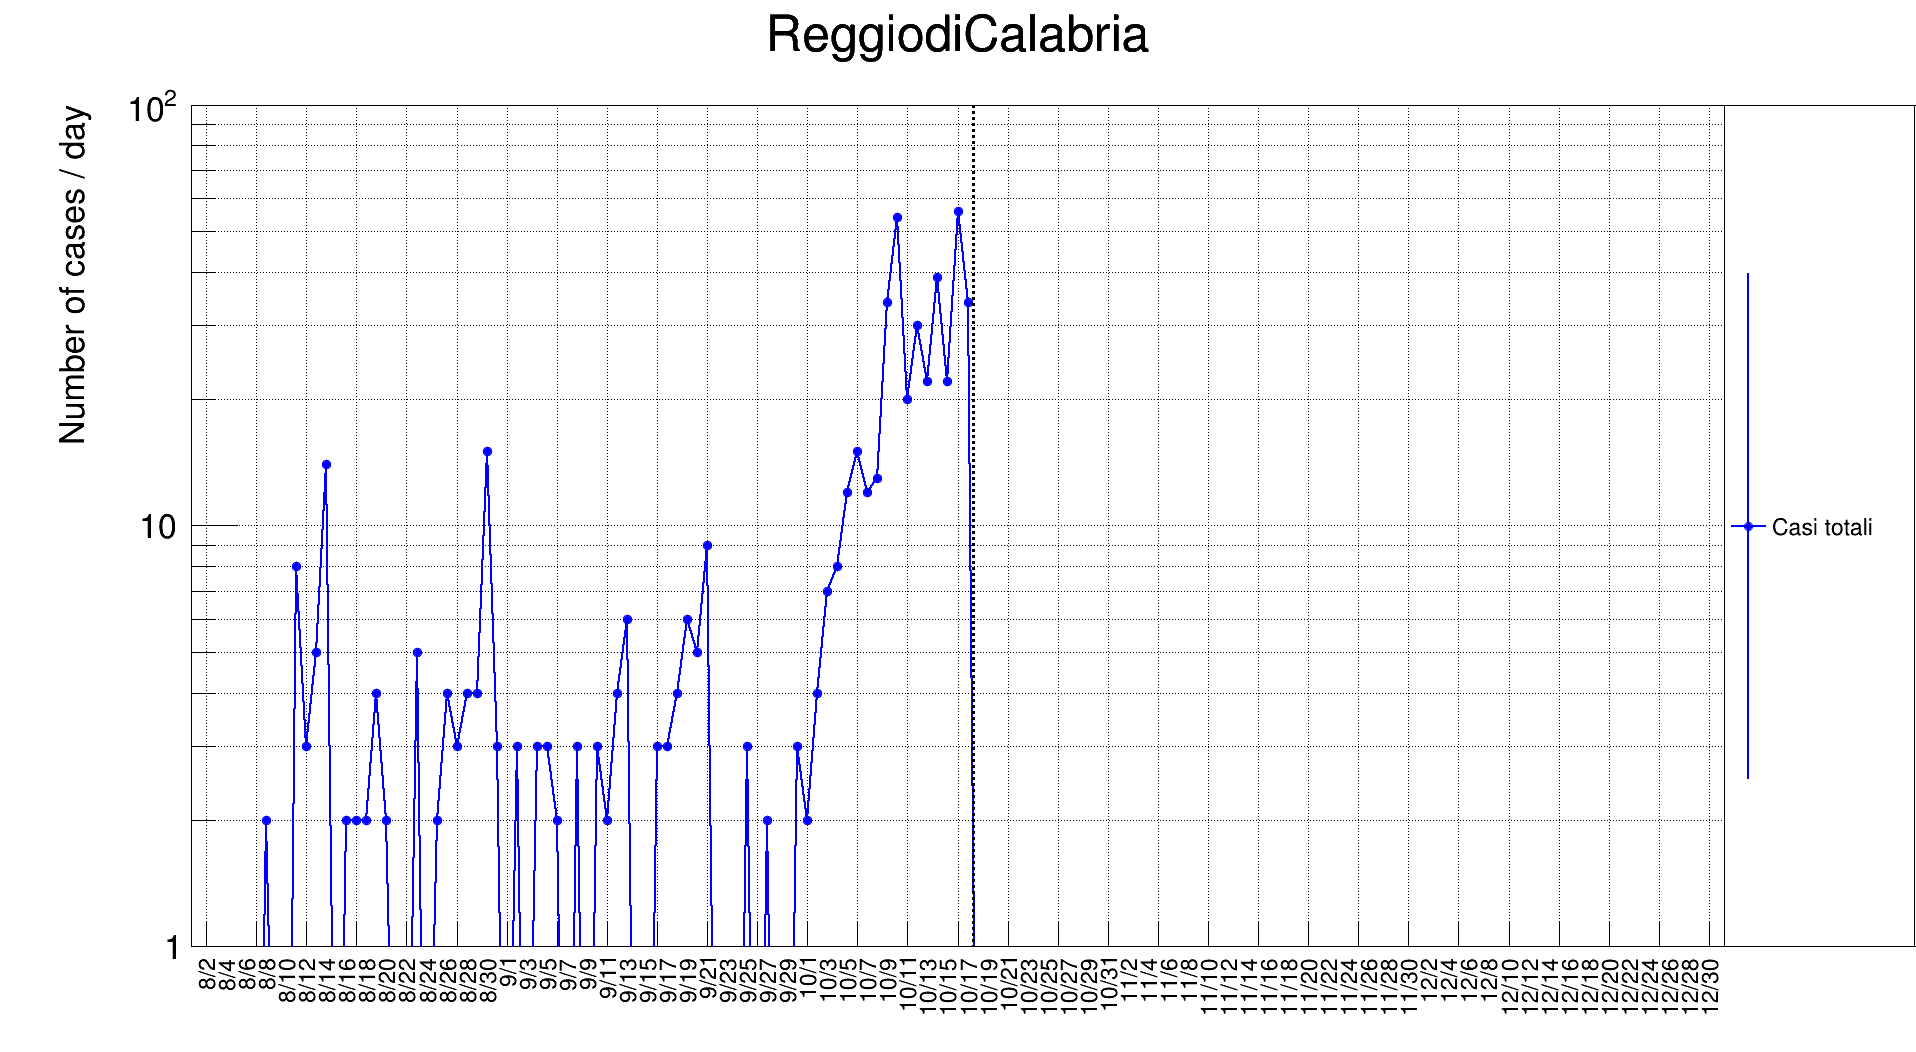 ReggiodiCalabria
Number of cases / day
10²
10
1
8/2 8/4 8/6 8/8 8/10 8/12 8/14 8/16 8/18 8/20 8/22 8/24 8/26 8/28 8/30 9/1 9/3 9/5 9/7 9/9 9/11 9/13 9/15 9/17 9/19 9/21 9/23 9/25 9/27 9/29 10/1 10/3 10/5 10/7 10/9 10/11 10/13 10/15 10/17 10/19 10/21 10/23 10/25 10/27 10/29 10/31 11/2 11/4 11/6 11/8 11/10 11/12 11/14 11/16 11/18 11/20 11/22 11/24 11/26 11/28 11/30 12/2 12/4 12/6 12/8 12/10 12/12 12/14 12/16 12/18 12/20 12/22 12/24 12/26 12/28 12/30
Casi totali